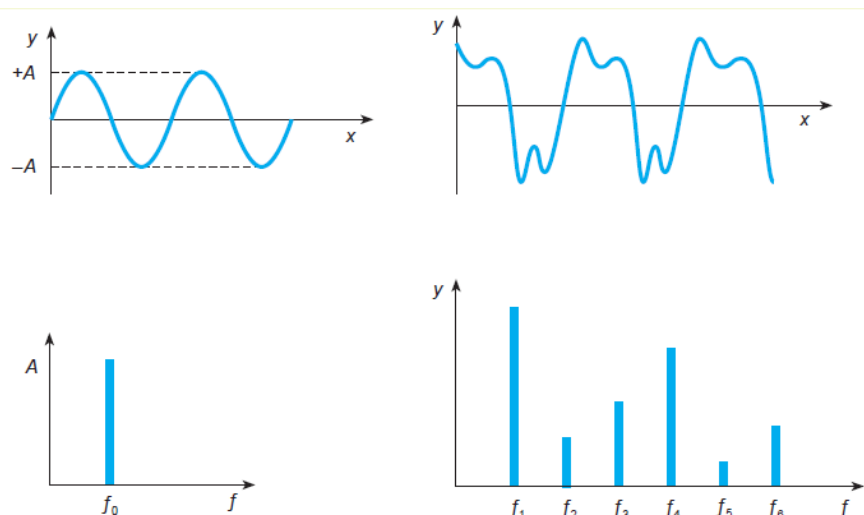 y
+A
x
–A
y
x
A
f₀
f
y
f₁
f₂
f₃
f₄
f₅
f₆
f